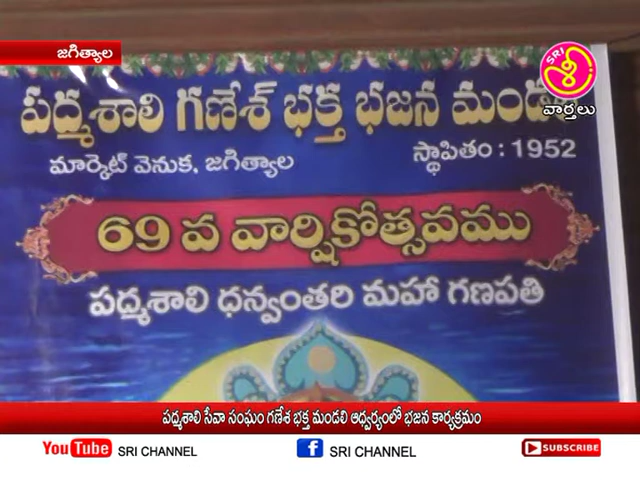 జగిత్యాల
SRI
శ్రీ
వార్తలు
పద్మశాలి గణేశ్ భక్త భజన
మార్కెట్ వెనుక, జగిత్యాల
స్థాపితం : 1952
69 వ వార్షికోత్సవము
పద్మశాలి ధన్వంతరి మహా గణపతి
పద్మశాలి సేవా సంఘం గణేశ భక్త మండలి ఆధ్వర్యంలో భజన కార్యక్రమం
YouTube SRI CHANNEL
f SRI CHANNEL
SUBSCRIBE